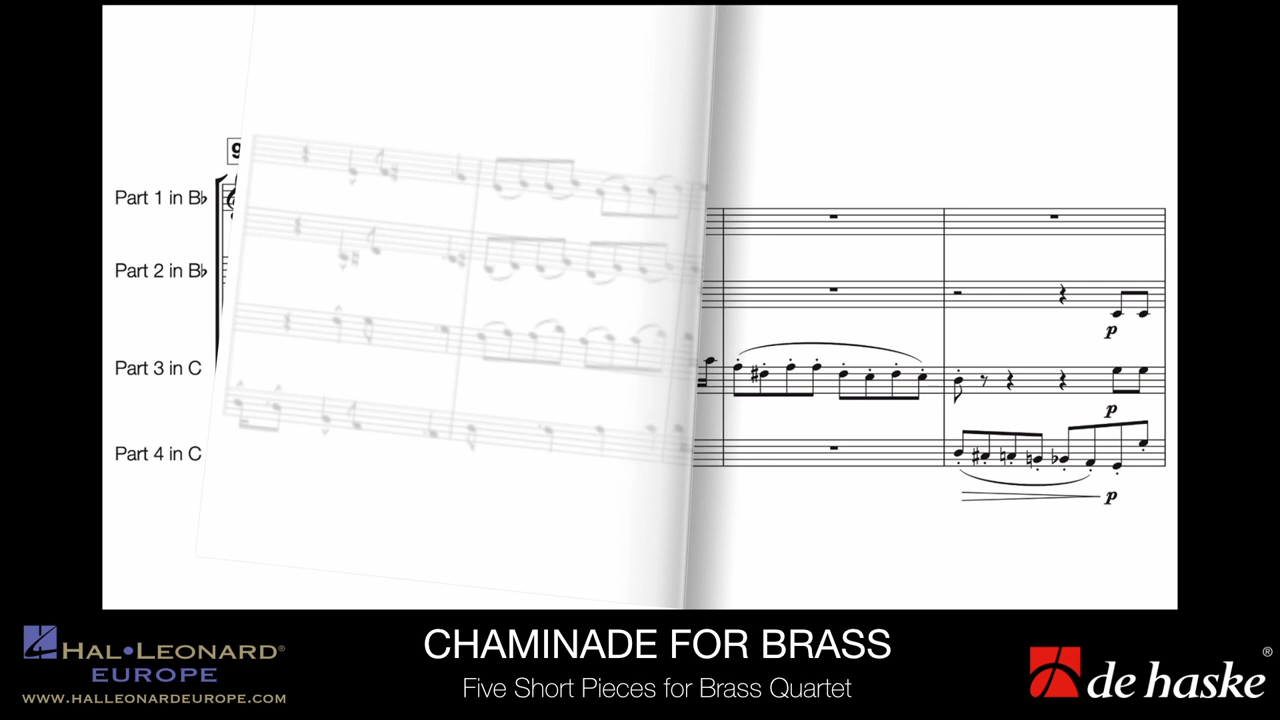 9
Part 1 in B♭
Part 2 in B♭
Part 3 in C
Part 4 in C
p
p
p
HAL•LEONARD®
EUROPE
WWW.HALLEONARDEUROPE.COM
CHAMINADE FOR BRASS
Five Short Pieces for Brass Quartet
de haske®